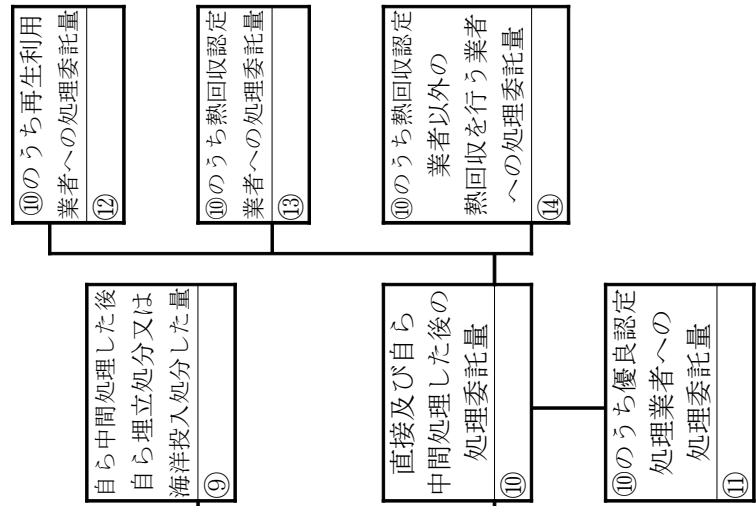 自ら中間処理した後
自ら埋立処分又は
海洋投入処分した量
⑨
直接及び自ら
中間処理した後の
処理委託量
⑩
⑩のうち優良認定
処理業者への
処理委託量
⑪
⑩のうち再生利用
業者への処理委託量
⑫
⑩のうち熱回収認定
業者への処理委託量
⑬
⑩のうち熱回収認定
業者以外の
熱回収を行う業者
への処理委託量
⑭